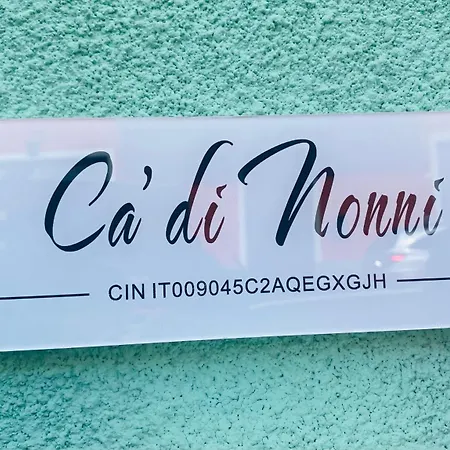 Ca' di Nonni
CIN IT009045C2AQEGXGJH